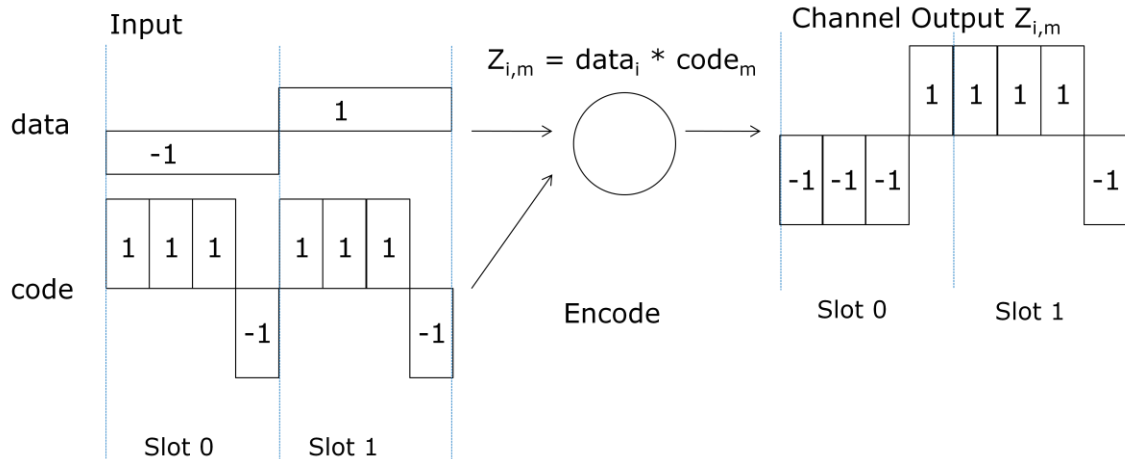 Input
Channel Output Z_{i,m}
Z_{i,m} = data_i * code_m
data
1
-1
1 1 1 1
-1 -1 -1
-1
code
1 1 1
1 1 1
-1
-1
Encode
Slot 0
Slot 1
Slot 0
Slot 1